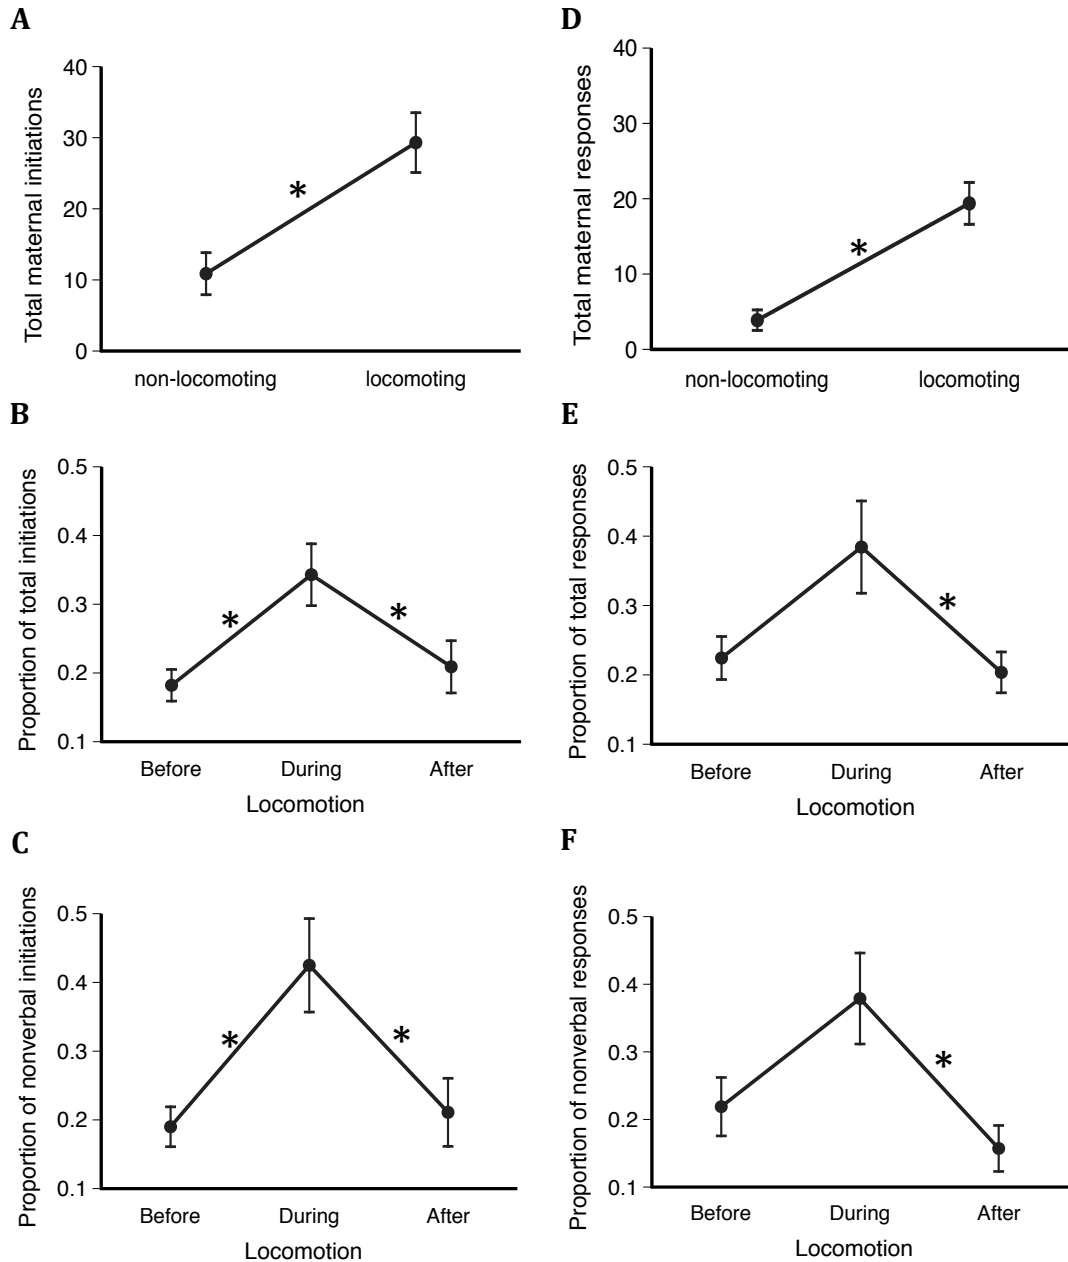 A
Total maternal initiations
40
30
20
10
0
*
non-locomoting locomoting
B
Proportion of total initiations
0.5
0.4
0.3
0.2
0.1
* *
Before During After
Locomotion
C
Proportion of nonverbal initiations
0.5
0.4
0.3
0.2
0.1
* *
Before During After
Locomotion
D
Total maternal responses
40
30
20
10
0
*
non-locomoting locomoting
E
Proportion of total responses
0.5
0.4
0.3
0.2
0.1
*
Before During After
Locomotion
F
Proportion of nonverbal responses
0.5
0.4
0.3
0.2
0.1
*
Before During After
Locomotion